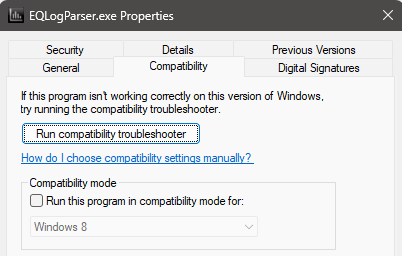 EQLogParser.exe Properties
Security
Details
Previous Versions
General
Compatibility
Digital Signatures
If this program isn't working correctly on this version of Windows,
try running the compatibility troubleshooter.
Run compatibility troubleshooter
How do I choose compatibility settings manually?
Compatibility mode
Run this program in compatibility mode for:
Windows 8